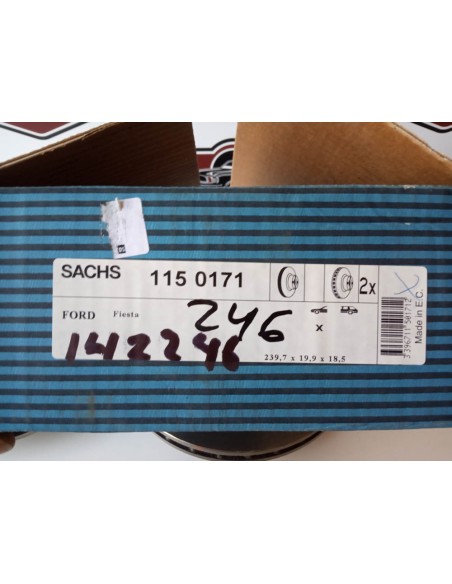 SACHS 115 0171 2x
FORD Fiesta 246
x
142246
239,7 x 19,9 x 18,5
Made in E.C.